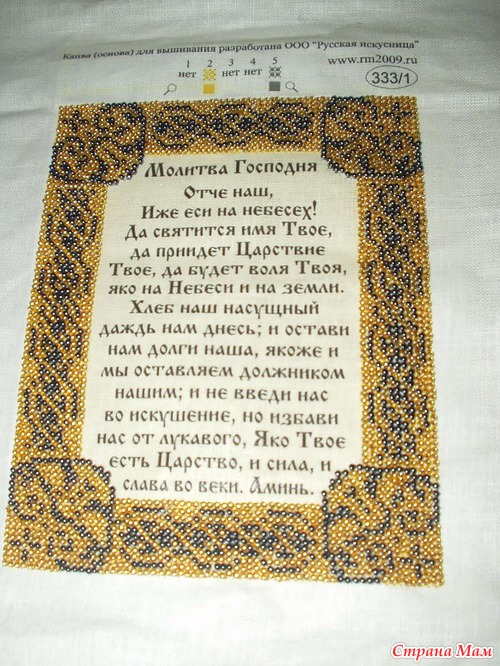 Канва (основа) для вышивания разработана ООО "Русская искусница"
www.rm2009.ru
1 2 3 4 5
нет нет нет
333/1
Молитва Господня
Отче наш,
Иже еси на небесех!
Да святится имя Твое,
да приидет Царствие
Твое, да будет воля Твоя,
яко на Небеси и на земли.
Хлеб наш насущный
даждь нам днесь; и остави
нам долги наша, якоже и
мы оставляем должником
нашим; и не введи нас
во искушение, но избави
нас от лукавого, Яко Твое
есть Царство, и сила, и
слава во веки. Аминь.
Страна Мам